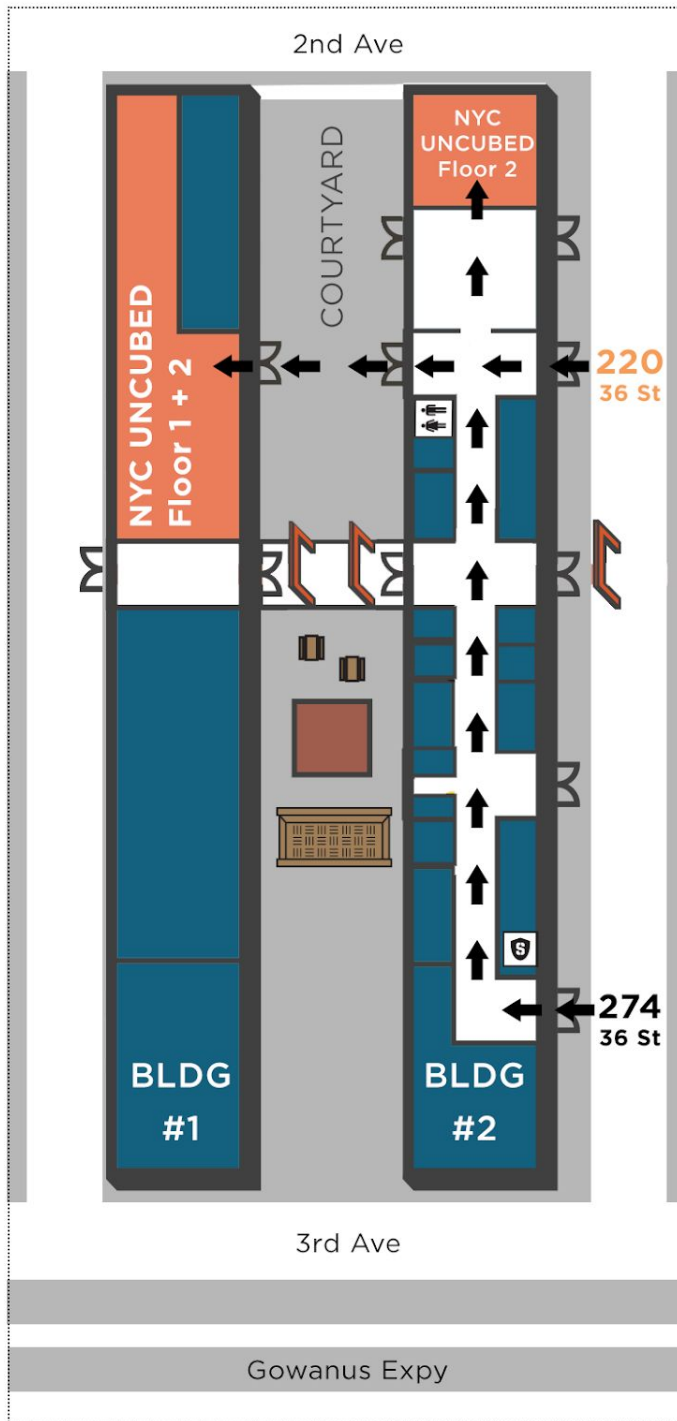 2nd Ave
NYC
UNCUBED
Floor 2
COURTYARD
NYC UNCUBED
Floor 1 + 2
220
36 St
S
274
36 St
BLDG
#1
BLDG
#2
3rd Ave
Gowanus Expy